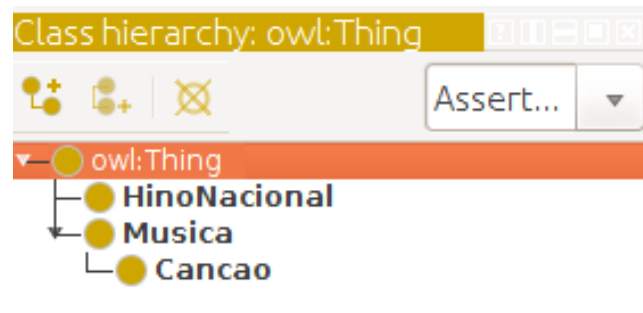 Class hierarchy: owl:Thing
Assert...
owl:Thing
HinoNacional
Musica
Cancao